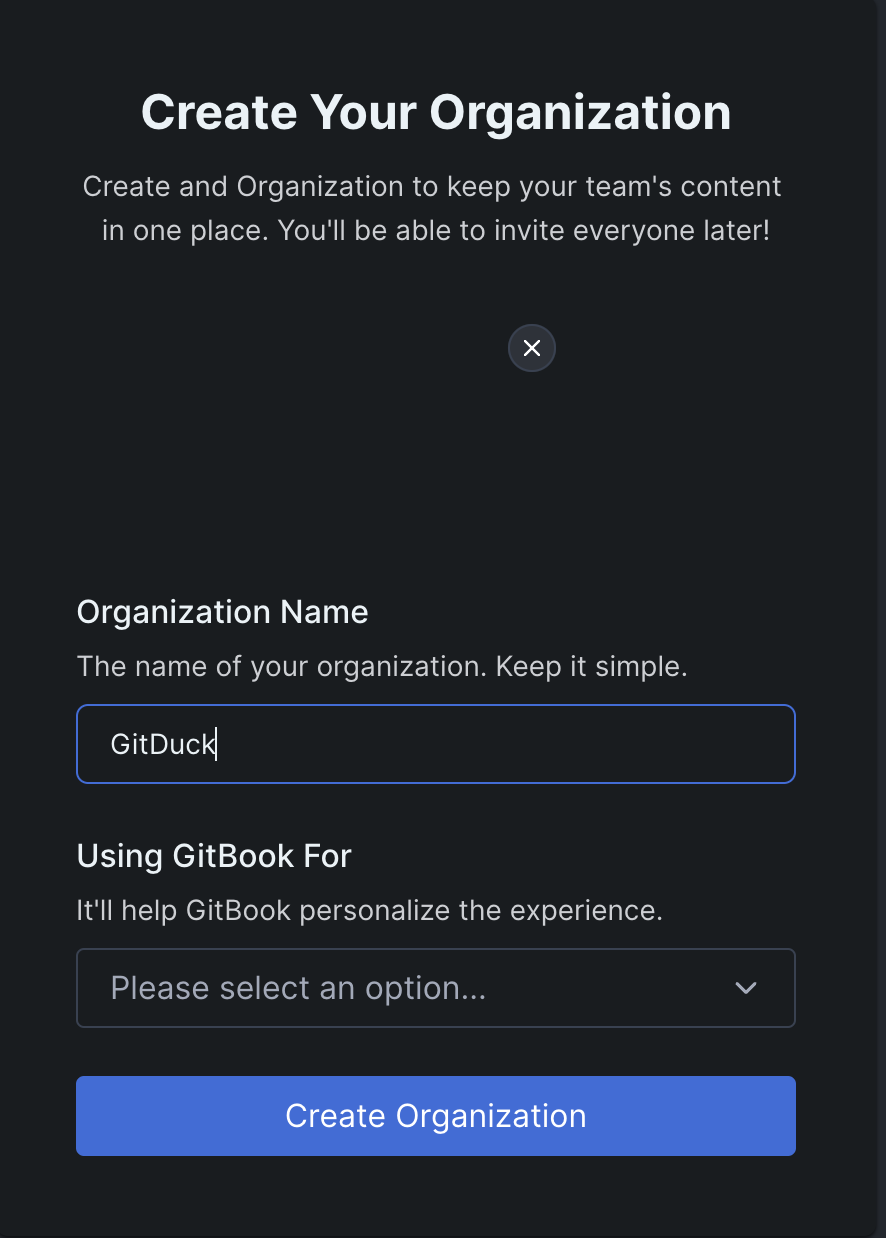 Create Your Organization
Create and Organization to keep your team's content
in one place. You'll be able to invite everyone later!
Organization Name
The name of your organization. Keep it simple.
GitDuck
Using GitBook For
It'll help GitBook personalize the experience.
Please select an option...
Create Organization